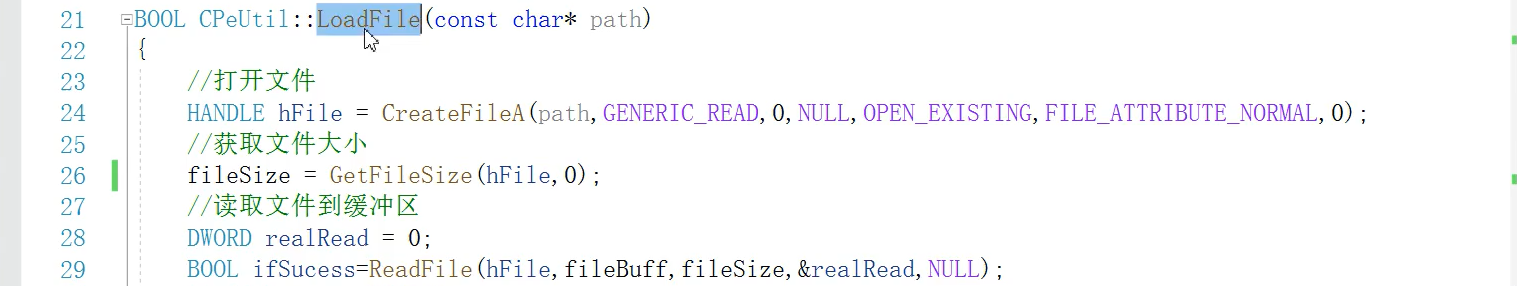 21 BOOL CPeUtil::LoadFile(const char* path)
22 {
23 //打开文件
24 HANDLE hFile = CreateFileA(path,GENERIC_READ,0,NULL,OPEN_EXISTING,FILE_ATTRIBUTE_NORMAL,0);
25 //获取文件大小
26 fileSize = GetFileSize(hFile,0);
27 //读取文件到缓冲区
28 DWORD realRead = 0;
29 BOOL ifSucess=ReadFile(hFile,fileBuff,fileSize,&realRead,NULL);